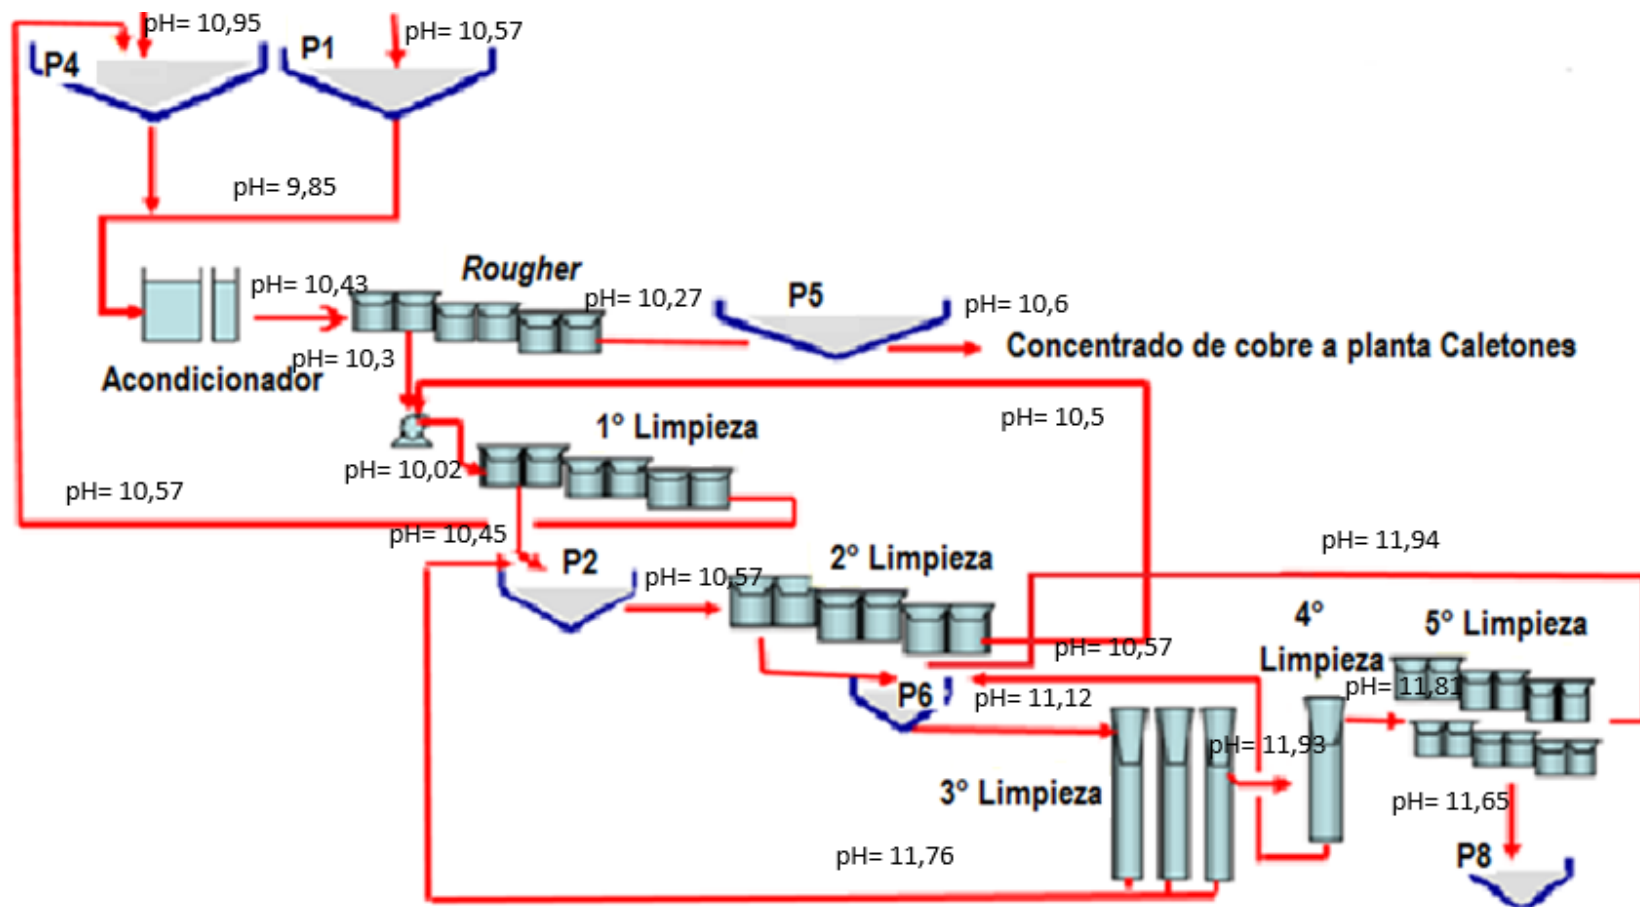 pH= 10,95
pH= 10,57
P4
P1
pH= 9,85
Rougher
pH= 10,43
pH= 10,27
P5
pH= 10,6
Concentrado de cobre a planta Caletones
pH= 10,3
Acondicionador
pH= 10,5
1° Limpieza
pH= 10,02
pH= 10,57
pH= 10,45
P2
2° Limpieza
pH= 11,94
pH= 10,57
4°
Limpieza
5° Limpieza
pH= 10,57
P6
pH= 11,12
pH= 11,81
pH= 11,93
3° Limpieza
pH= 11,65
pH= 11,76
P8